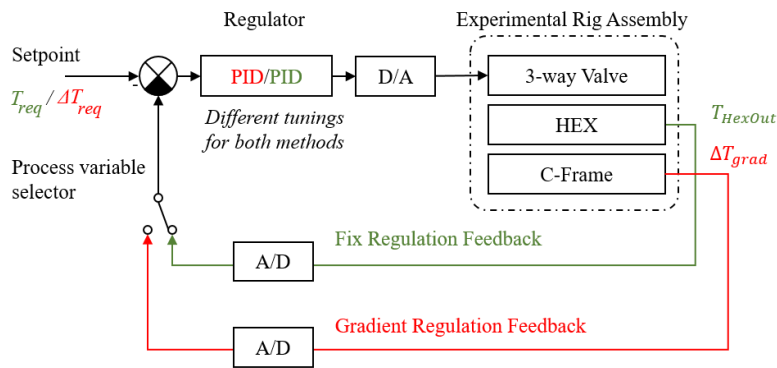 Regulator
Experimental Rig Assembly
Setpoint
PID/PID
D/A
3-way Valve
-
T_req / ΔT_req
Different tunings
for both methods
HEX
T_HexOut
Process variable
selector
C-Frame
ΔT_grad
Fix Regulation Feedback
A/D
Gradient Regulation Feedback
A/D